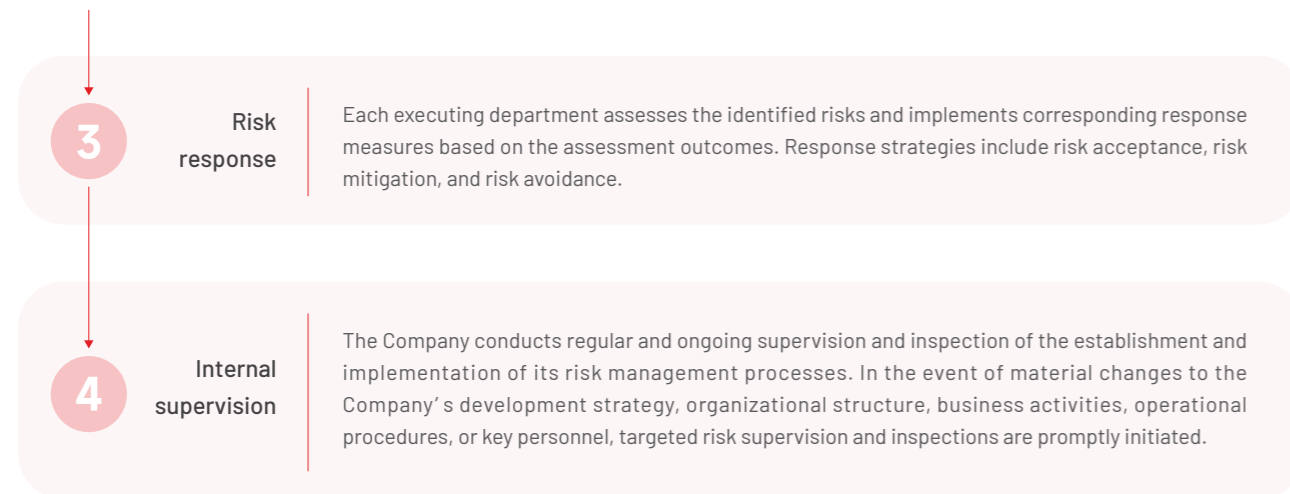 3
Risk
response
Each executing department assesses the identified risks and implements corresponding response
measures based on the assessment outcomes. Response strategies include risk acceptance, risk
mitigation, and risk avoidance.
4
Internal
supervision
The Company conducts regular and ongoing supervision and inspection of the establishment and
implementation of its risk management processes. In the event of material changes to the
Company’ s development strategy, organizational structure, business activities, operational
procedures, or key personnel, targeted risk supervision and inspections are promptly initiated.